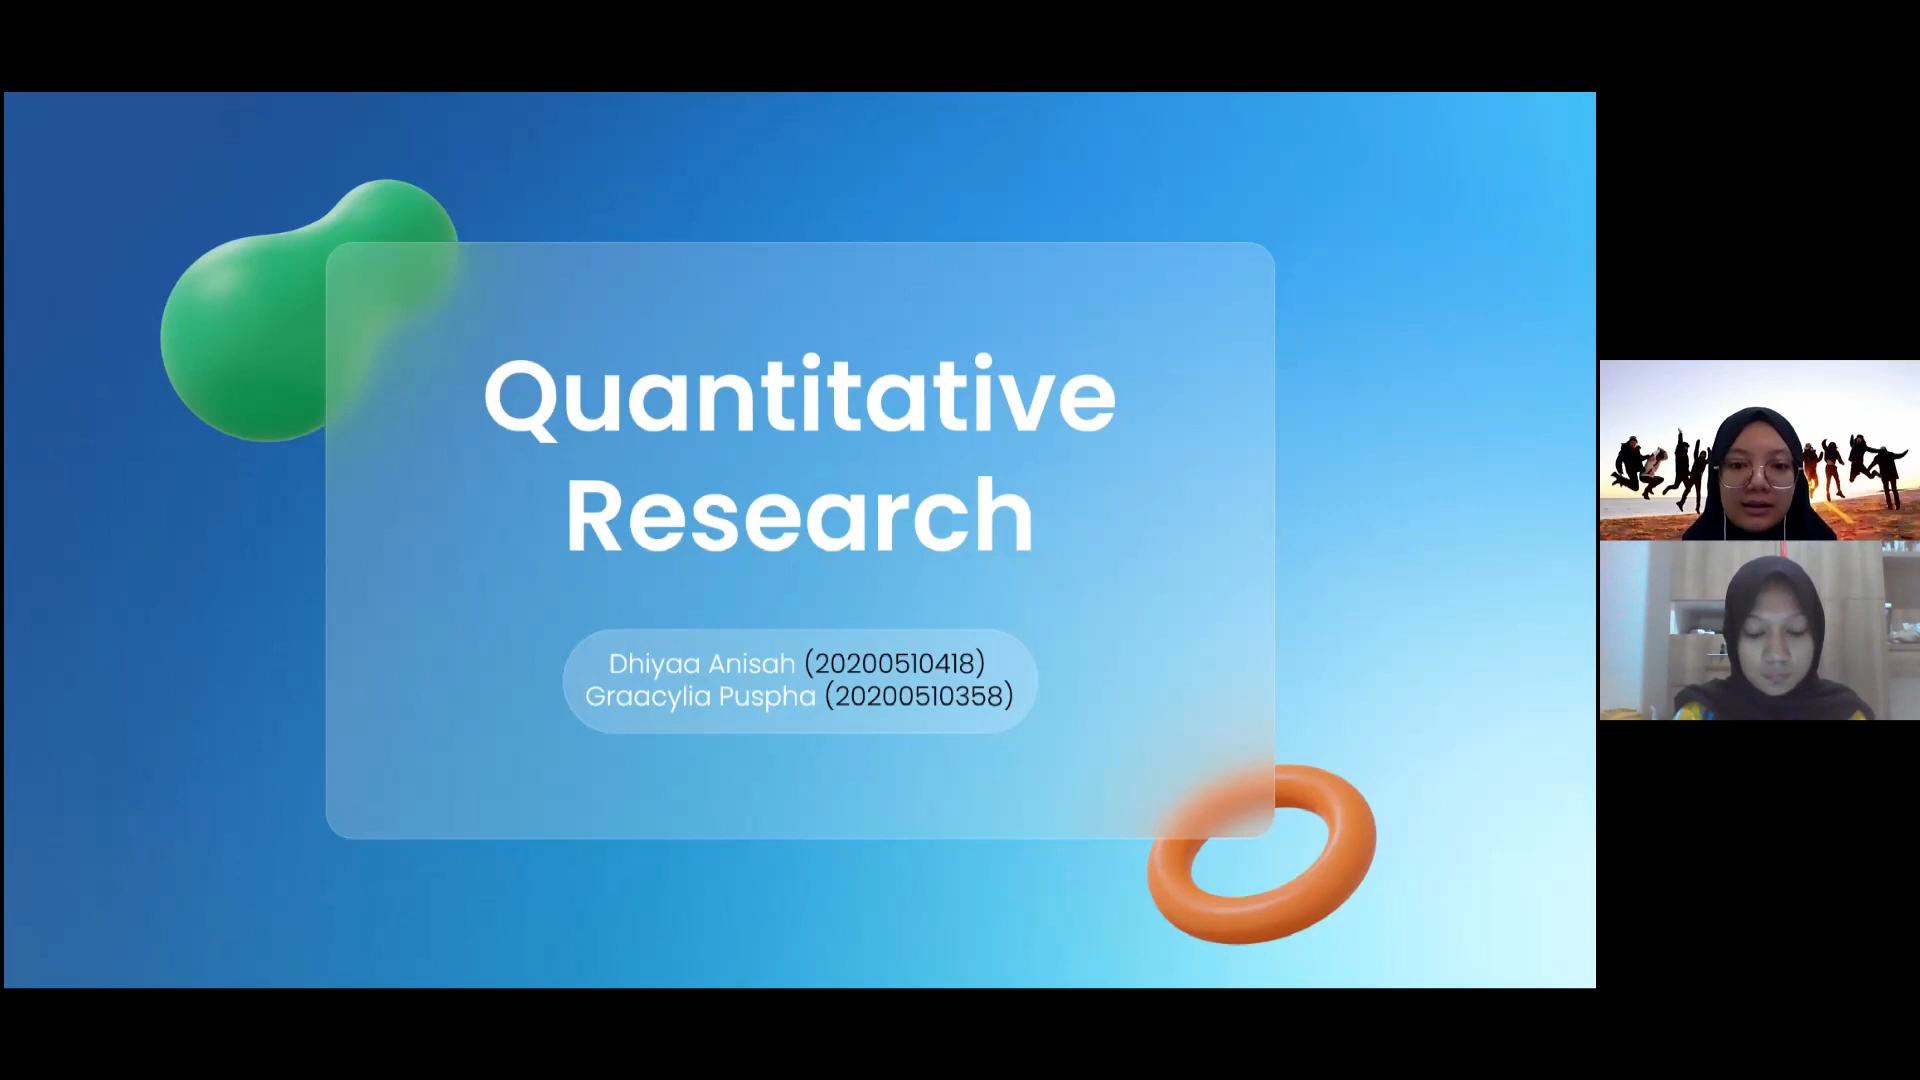 Quantitative
Research
Dhiyaa Anisah (20200510418)
Graacylia Puspha (20200510358)